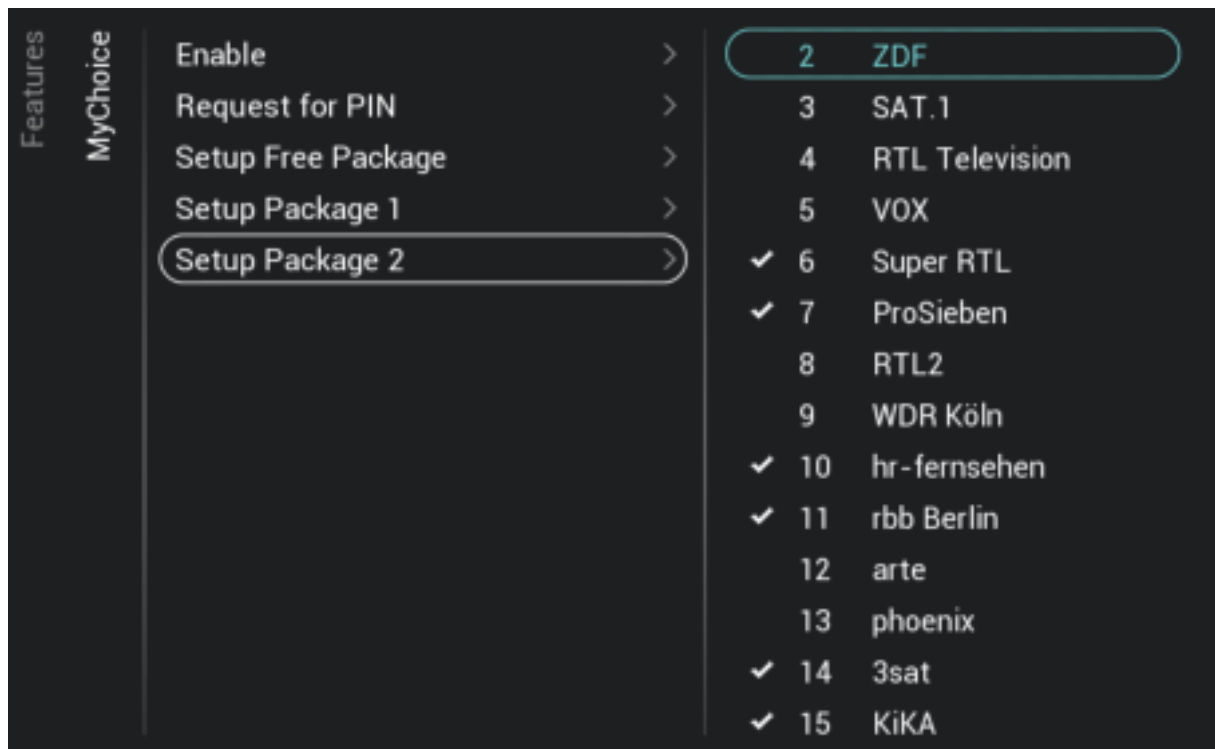 Features
MyChoice
Enable
Request for PIN
Setup Free Package
Setup Package 1
Setup Package 2
2 ZDF
3 SAT.1
4 RTL Television
5 VOX
6 Super RTL
7 ProSieben
8 RTL2
9 WDR Köln
10 hr-fernsehen
11 rbb Berlin
12 arte
13 phoenix
14 3sat
15 KiKA